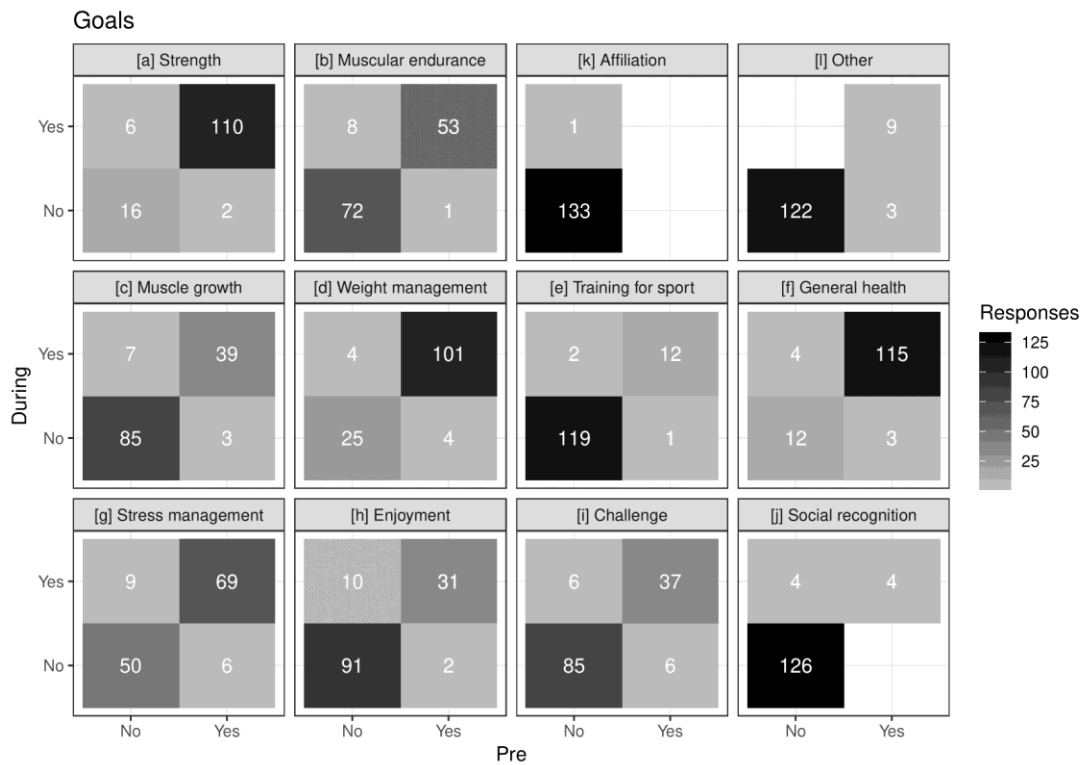 Goals
[a] Strength
[b] Muscular endurance
[k] Affiliation
[l] Other
Yes
6
110
8
53
1
9
No
16
2
72
1
133
122
3
[c] Muscle growth
[d] Weight management
[e] Training for sport
[f] General health
Yes
7
39
4
101
2
12
4
115
No
85
3
25
4
119
1
12
3
[g] Stress management
[h] Enjoyment
[i] Challenge
[j] Social recognition
Yes
9
69
10
31
6
37
4
4
No
50
6
91
2
85
6
126
No
Yes
No
Yes
No
Yes
No
Yes
Pre
During
Responses
125
100
75
50
25